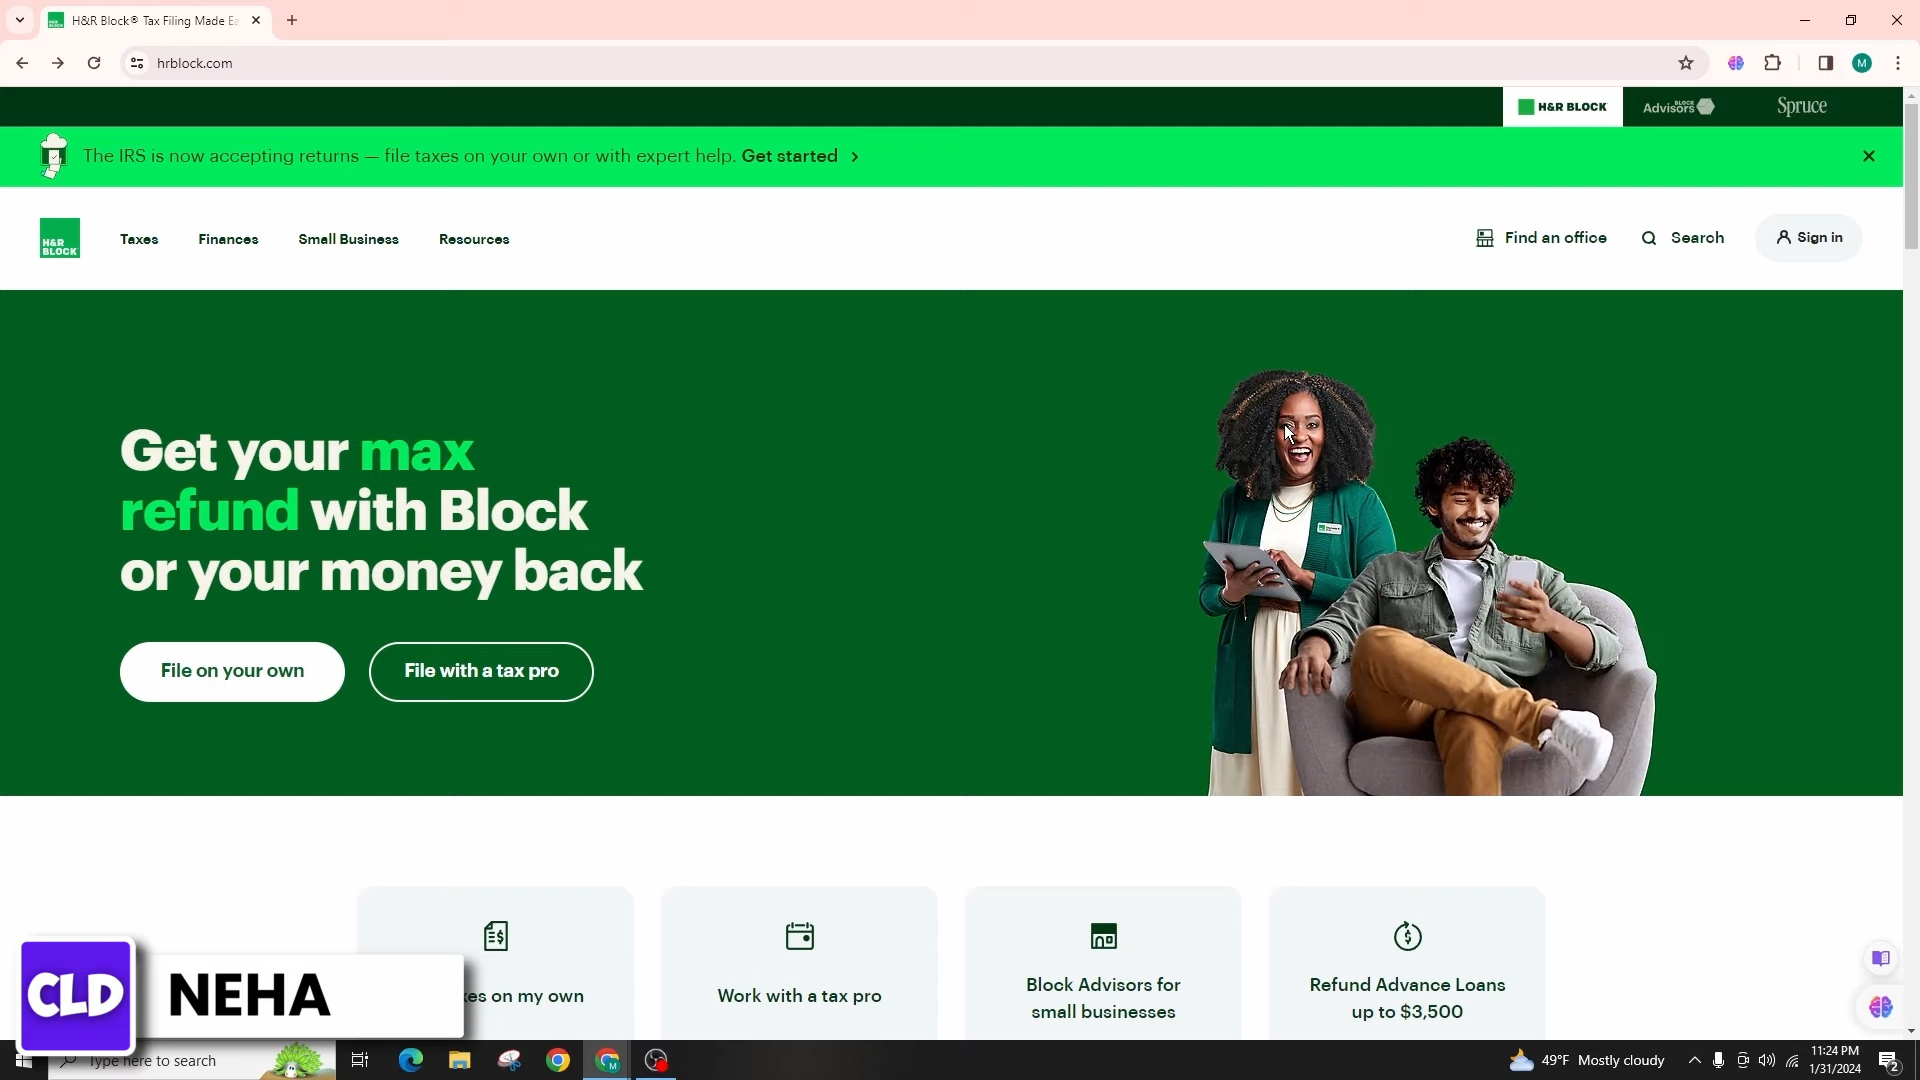 H&R Block® Tax Filing Made Ea
hrblock.com
M
H&R BLOCK
BLOCK
Advisors
Spruce
The IRS is now accepting returns — file taxes on your own or with expert help. Get started
H&R
BLOCK
Taxes
Finances
Small Business
Resources
Find an office
Search
Sign in
Get your max
refund with Block
or your money back
File on your own
File with a tax pro
on my own
Work with a tax pro
Block Advisors for
small businesses
Refund Advance Loans
up to $3,500
CLD
NEHA
Type here to search
49°F Mostly cloudy
11:24 PM
1/31/2024
2